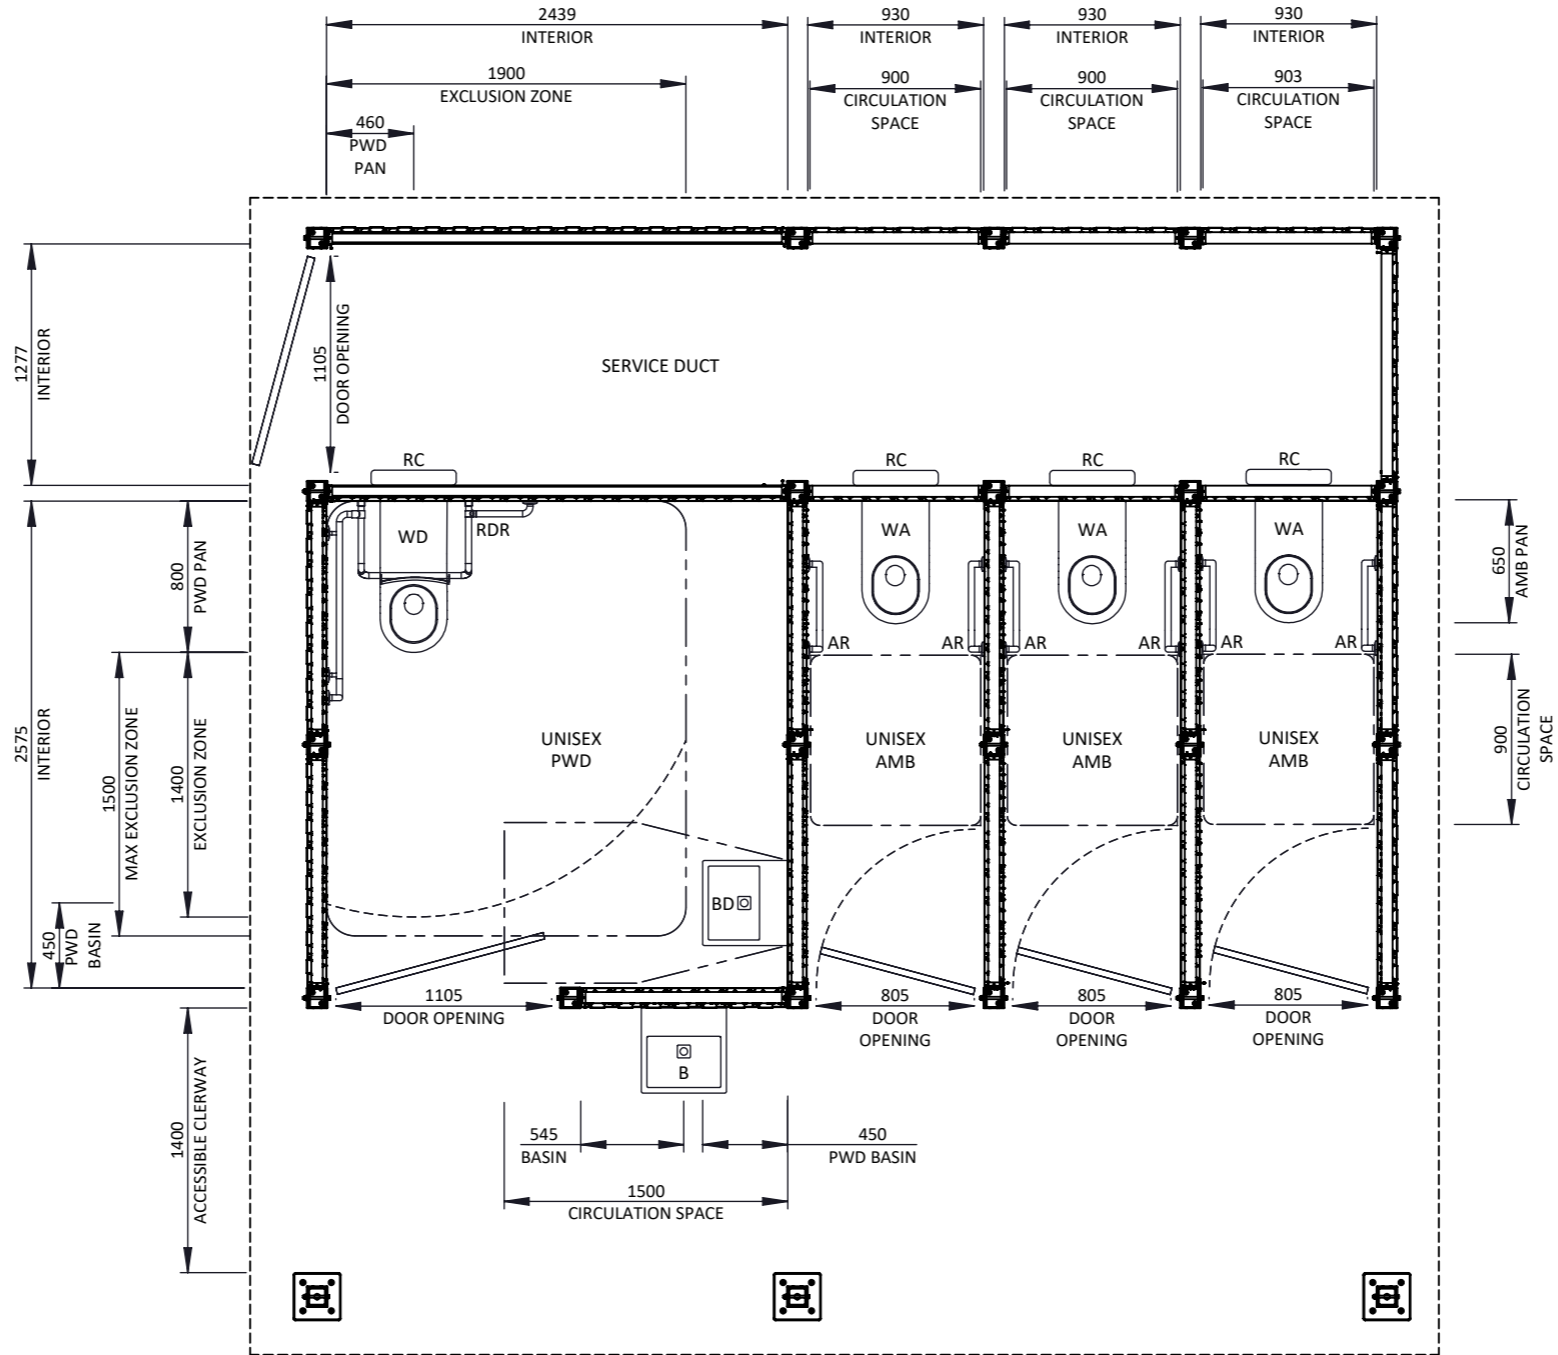 2439
INTERIOR
930
INTERIOR
930
INTERIOR
930
INTERIOR
1900
EXCLUSION ZONE
900
CIRCULATION
SPACE
900
CIRCULATION
SPACE
903
CIRCULATION
SPACE
460
PWD
PAN
1277
INTERIOR
1105
DOOR OPENING
SERVICE DUCT
RC
RC
RC
RC
WD
RDR
WA
WA
WA
800
PWD PAN
650
AMB PAN
AR
AR
AR
AR
AR
AR
2575
INTERIOR
1500
MAX EXCLUSION ZONE
1400
EXCLUSION ZONE
UNISEX
PWD
UNISEX
AMB
UNISEX
AMB
UNISEX
AMB
900
CIRCULATION
SPACE
450
PWD
BASIN
BD
1105
DOOR OPENING
805
DOOR
OPENING
805
DOOR
OPENING
805
DOOR
OPENING
B
1400
ACCESSIBLE CLERWAY
545
BASIN
450
PWD BASIN
1500
CIRCULATION SPACE